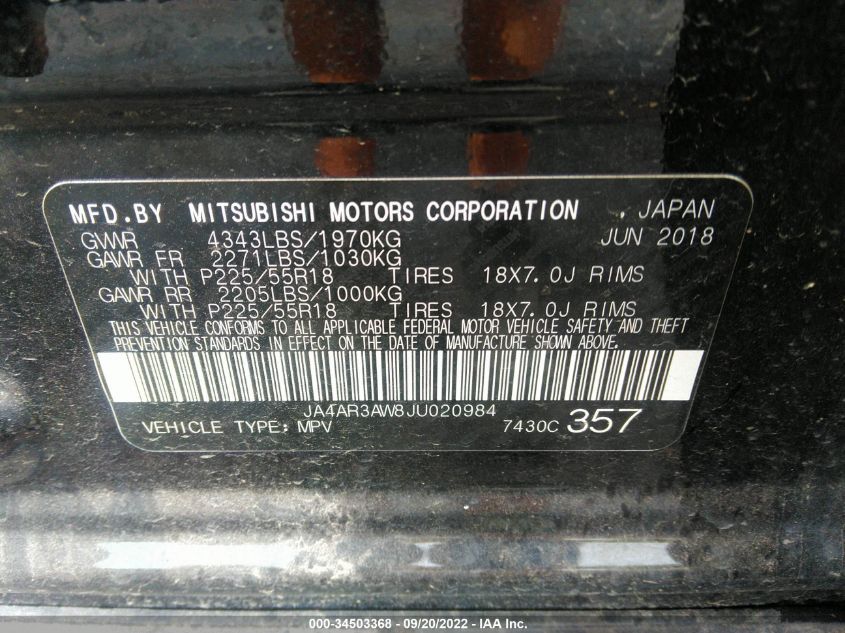 MFD.BY MITSUBISHI MOTORS CORPORATION , JAPAN
GVWR 4343LBS/1970KG JUN 2018
GAWR FR 2271LBS/1030KG
WITH P225/55R18 TIRES 18X7.0J RIMS
GAWR RR 2205LBS/1000KG
WITH P225/55R18 TIRES 18X7.0J RIMS
THIS VEHICLE CONFORMS TO ALL APPLICABLE FEDERAL MOTOR VEHICLE SAFETY AND THEFT
PREVENTION STANDARDS IN EFFECT ON THE DATE OF MANUFACTURE SHOWN ABOVE.
JA4AR3AW8JU020984
VEHICLE TYPE: MPV 7430C 357
000-34503368 - 09/20/2022 - IAA Inc.